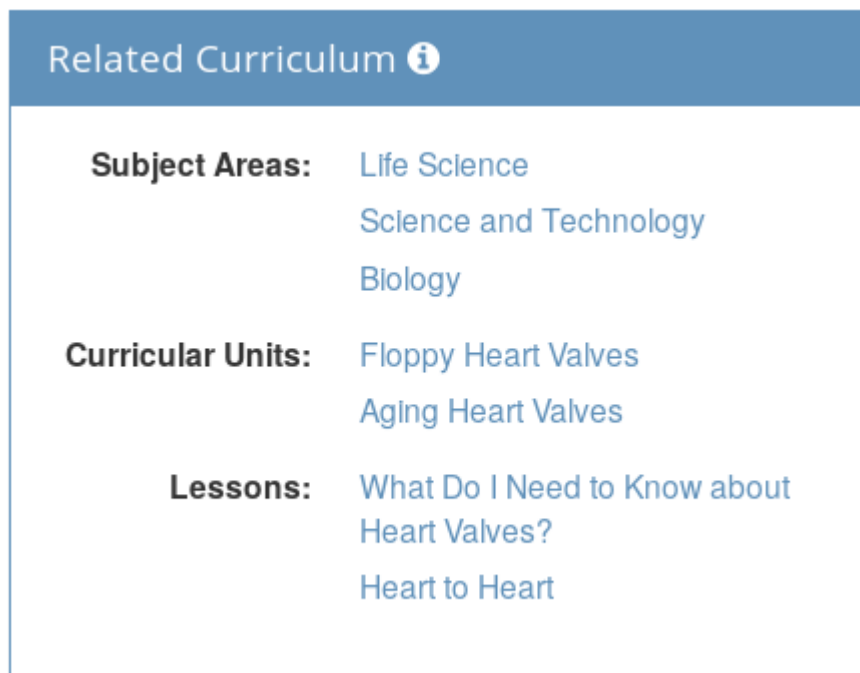 Related Curriculum
Subject Areas: Life Science
Science and Technology
Biology
Curricular Units: Floppy Heart Valves
Aging Heart Valves
Lessons: What Do I Need to Know about
Heart Valves?
Heart to Heart